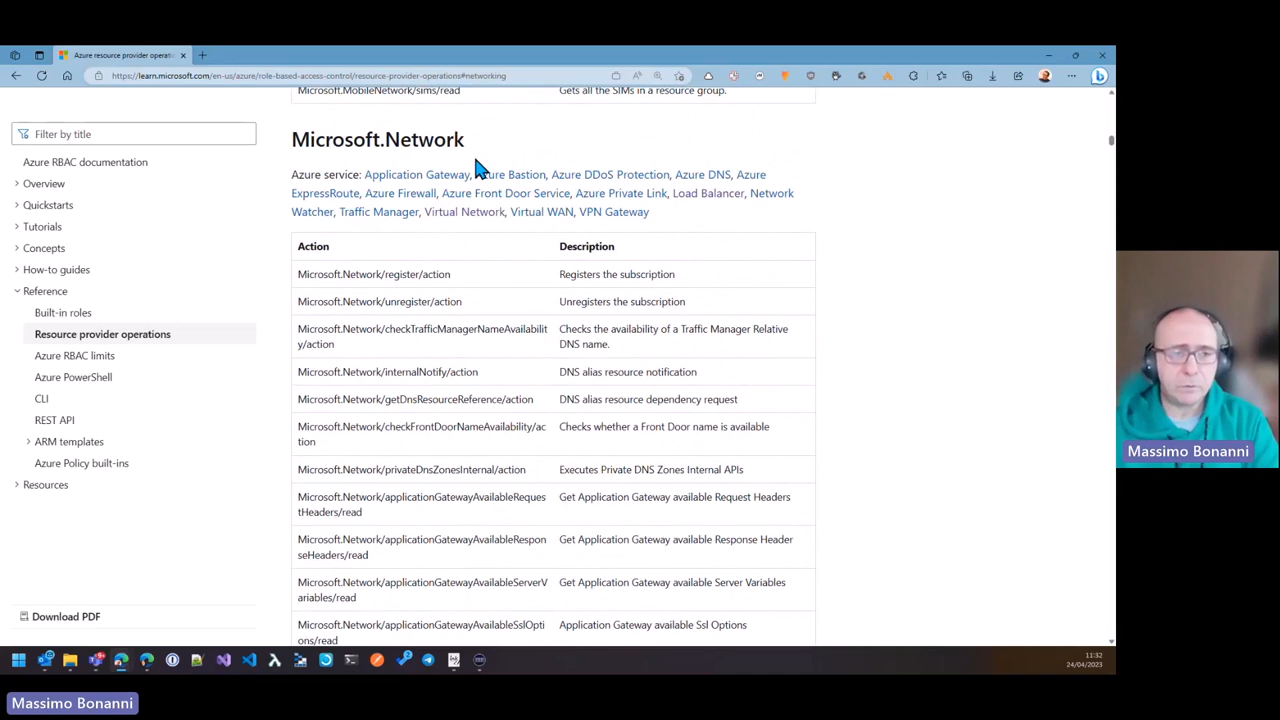 Azure resource provider operati
https://learn.microsoft.com/en-us/azure/role-based-access-control/resource-provider-operations#networking
Microsoft.MobileNetwork/sims/read
Gets all the SIMs in a resource group.
Filter by title
Azure RBAC documentation
Overview
Quickstarts
Tutorials
Concepts
How-to guides
Reference
Built-in roles
Resource provider operations
Azure RBAC limits
Azure PowerShell
CLI
REST API
ARM templates
Azure Policy built-ins
Resources
Download PDF
Microsoft.Network
Azure service: Application Gateway, Azure Bastion, Azure DDoS Protection, Azure DNS, Azure
ExpressRoute, Azure Firewall, Azure Front Door Service, Azure Private Link, Load Balancer, Network
Watcher, Traffic Manager, Virtual Network, Virtual WAN, VPN Gateway
Action Description
Microsoft.Network/register/action Registers the subscription
Microsoft.Network/unregister/action Unregisters the subscription
Microsoft.Network/checkTrafficManagerNameAvailabilit Checks the availability of a Traffic Manager Relative
y/action DNS name.
Microsoft.Network/internalNotify/action DNS alias resource notification
Microsoft.Network/getDnsResourceReference/action DNS alias resource dependency request
Microsoft.Network/checkFrontDoorNameAvailability/ac Checks whether a Front Door name is available
tion
Microsoft.Network/privateDnsZonesInternal/action Executes Private DNS Zones Internal APIs
Microsoft.Network/applicationGatewayAvailableReques Get Application Gateway available Request Headers
tHeaders/read
Microsoft.Network/applicationGatewayAvailableRespon Get Application Gateway available Response Header
seHeaders/read
Microsoft.Network/applicationGatewayAvailableServerV Get Application Gateway available Server Variables
ariables/read
Microsoft.Network/applicationGatewayAvailableSslOpti Application Gateway available Ssl Options
ons/read
Massimo Bonanni
11:32
24/04/2023
Massimo Bonanni